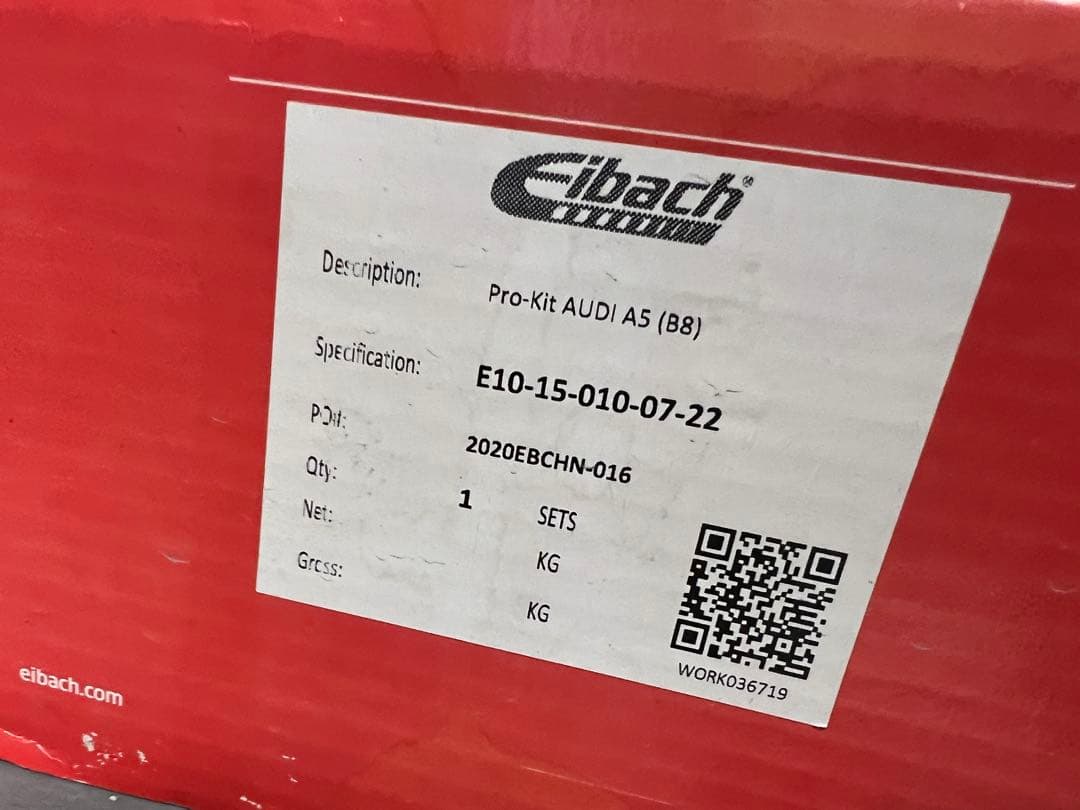 Eibach®
Description: Pro-Kit AUDI A5 (B8)
Specification: E10-15-010-07-22
PO#: 2020EBCHN-016
Qty: 1 SETS
Net: KG
Gross: KG
WORK036719
eibach.com